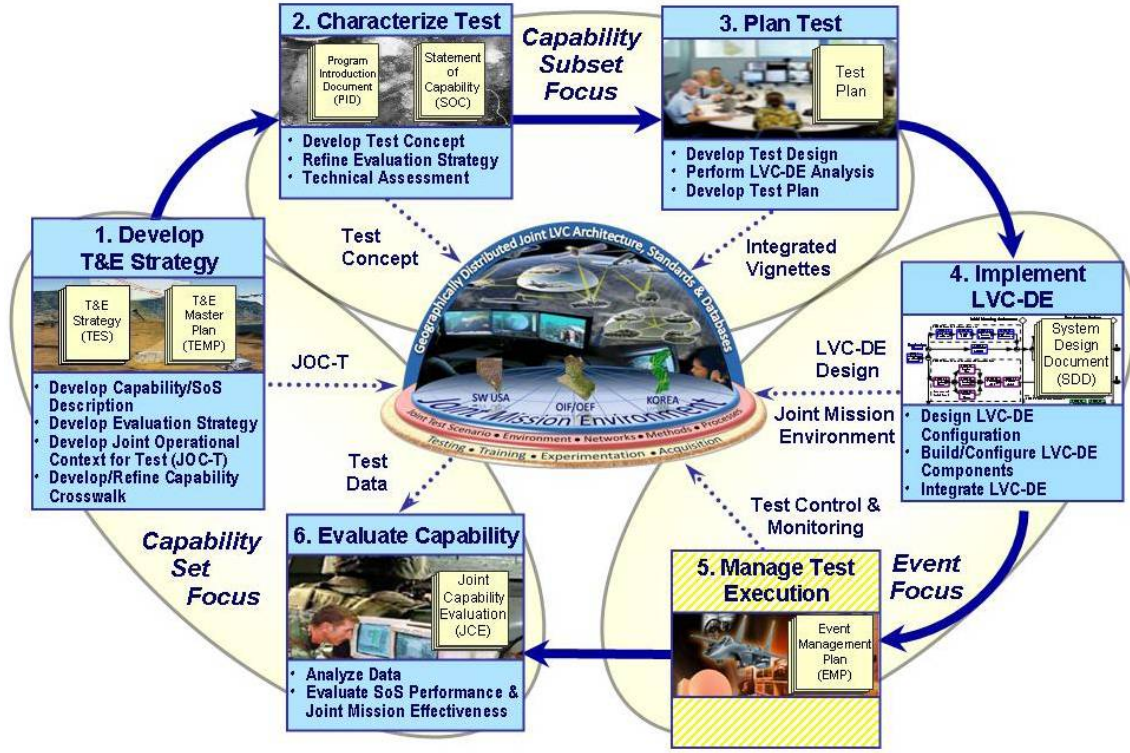 2. Characterize Test
Program
Introduction
Document
(PID)
Statement
of
Capability
(SOC)
• Develop Test Concept
• Refine Evaluation Strategy
• Technical Assessment
Capability
Subset
Focus
3. Plan Test
Test
Plan
• Develop Test Design
• Perform LVC-DE Analysis
• Develop Test Plan
1. Develop
T&E Strategy
T&E
Strategy
(TES)
T&E
Master
Plan
(TEMP)
• Develop Capability/SoS
Description
• Develop Evaluation Strategy
• Develop Joint Operational
Context for Test (JOC-T)
• Develop/Refine Capability
Crosswalk
Test
Concept
Integrated
Vignettes
JOC-T
Geographically Distributed Joint LVC Architecture, Standards & Databases
SW USA
OIF/OEF
KOREA
Joint Mission Environment
Joint Test Scenario • Environment • Networks • Methods • Processes
Testing • Training • Experimentation • Acquisition
LVC-DE
Design
Joint Mission
Environment
4. Implement
LVC-DE
System
Design
Document
(SDD)
• Design LVC-DE
Configuration
• Build/Configure LVC-DE
Components
• Integrate LVC-DE
Test
Data
Test Control &
Monitoring
Capability
Set
Focus
6. Evaluate Capability
Joint
Capability
Evaluation
(JCE)
• Analyze Data
• Evaluate SoS Performance &
Joint Mission Effectiveness
5. Manage Test
Execution
Event
Management
Plan
(EMP)
Event
Focus